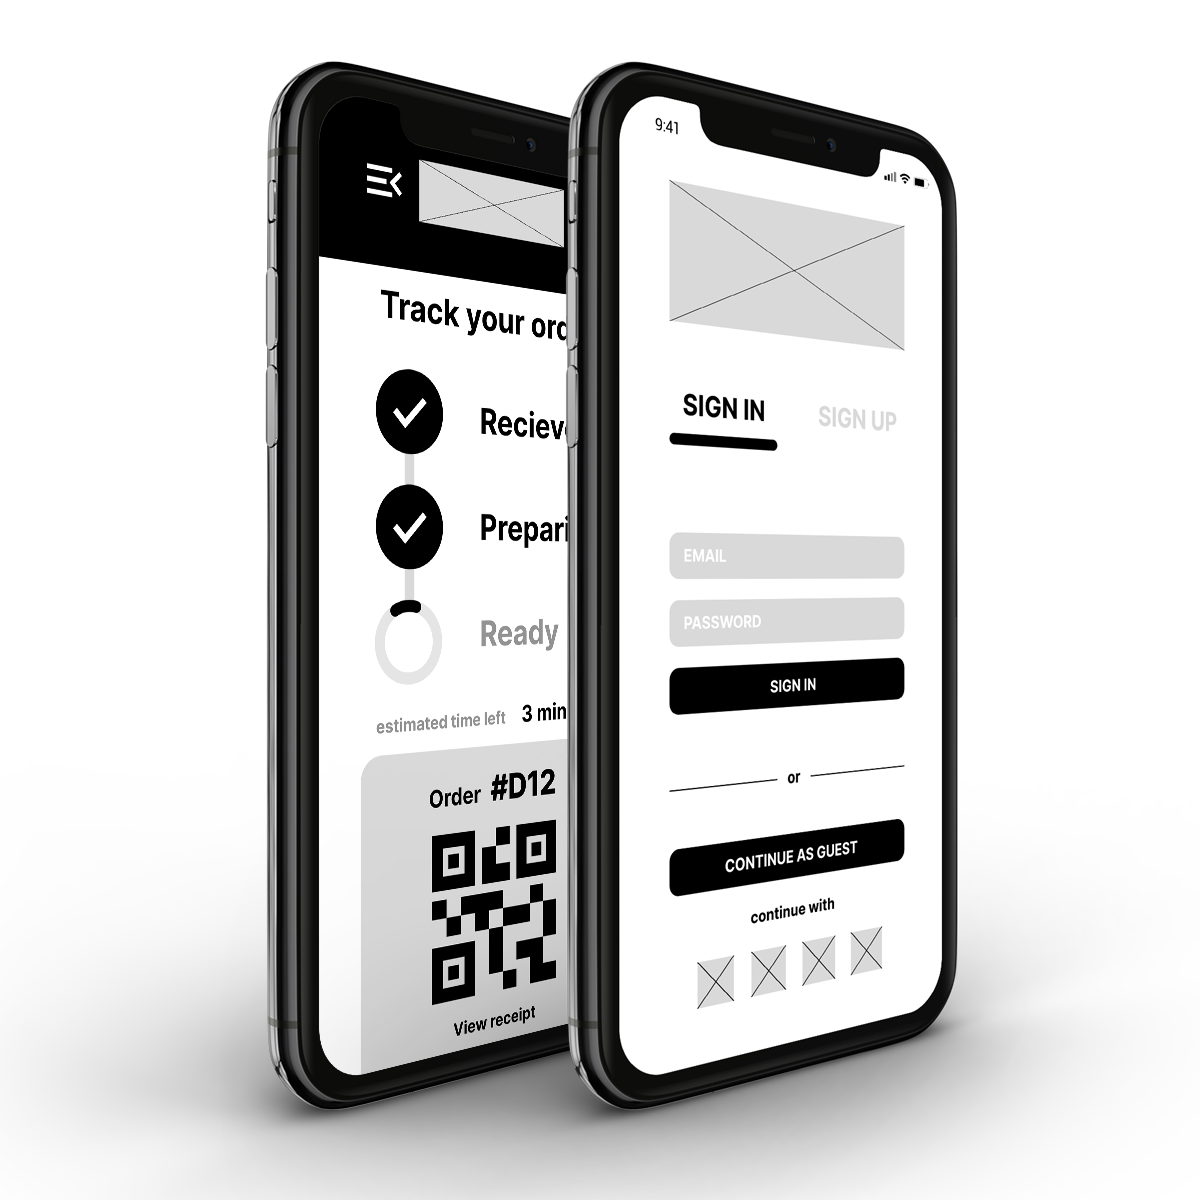 Track your ord
Reciev
Prepari
Ready
estimated time left 3 min
Order #D12
View receipt
9:41
SIGN IN SIGN UP
EMAIL
PASSWORD
SIGN IN
or
CONTINUE AS GUEST
continue with